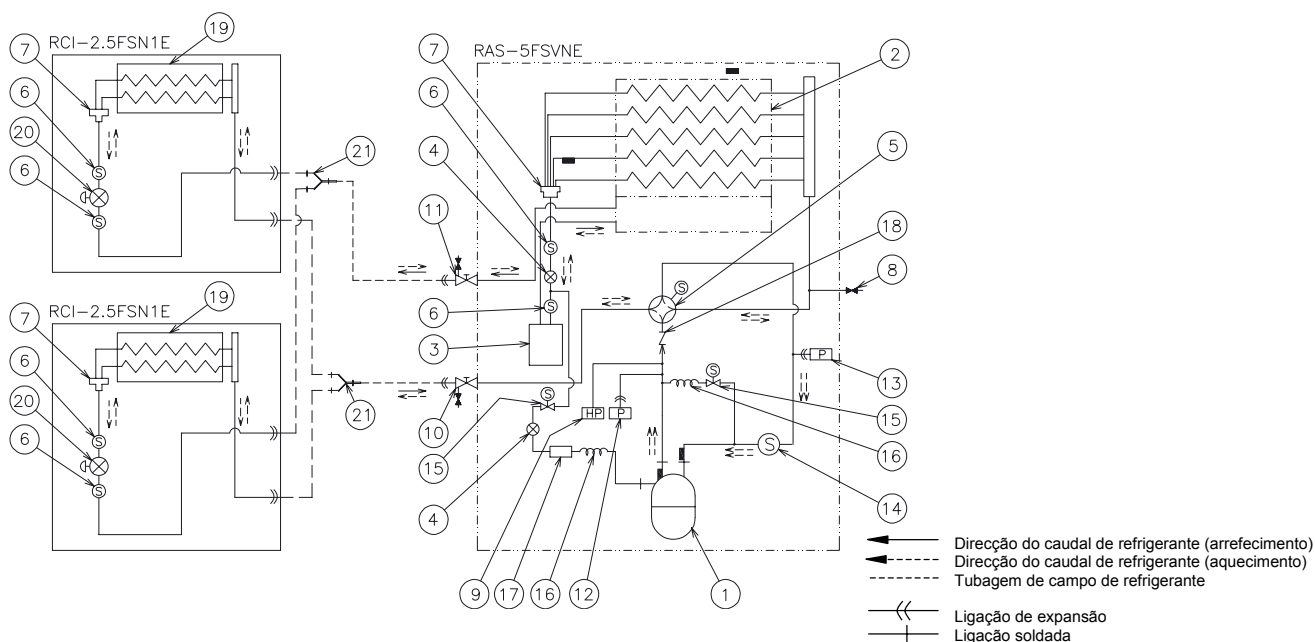 RCI-2.5FSN1E
19
7
6
20
6
21
RCI-2.5FSN1E
19
7
6
20
6
21
RAS-5FSVNE
7
6
4
11
6
3
10
15
4
2
5
18
8
13
15
16
14
9
17
16
12
1
S
S
S
S
S
S
S
S
S
S
HP
P
P
Direcção do caudal de refrigerante (arrefecimento)
Direcção do caudal de refrigerante (aquecimento)
Tubagem de campo de refrigerante
Ligação de expansão
Ligação soldada